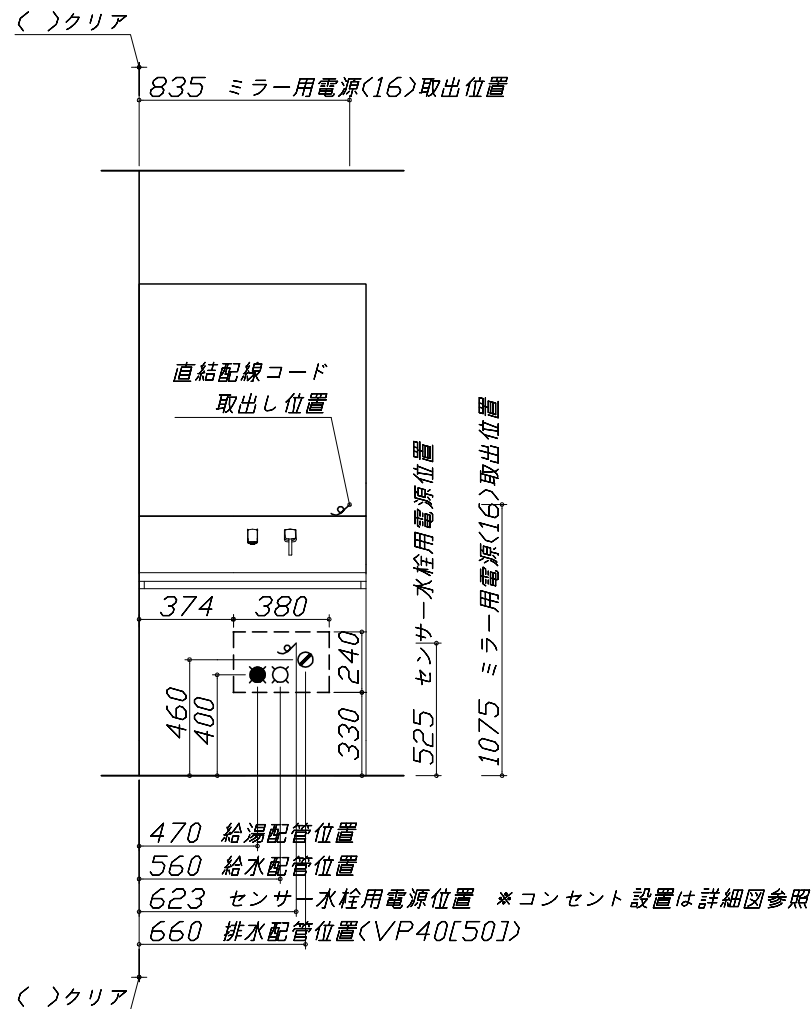 ( )クリア
835 ミラー用電源(16)取出位置
直結配線コード
取出し位置
センサー水栓用電源位置
525
ミラー用電源(16)取出位置
1075
374 380
240
330
460
400
470 給湯配管位置
560 給水配管位置
623 センサー水栓用電源位置 ※コンセント設置は詳細図参照
660 排水配管位置(VP40[50])
( )クリア